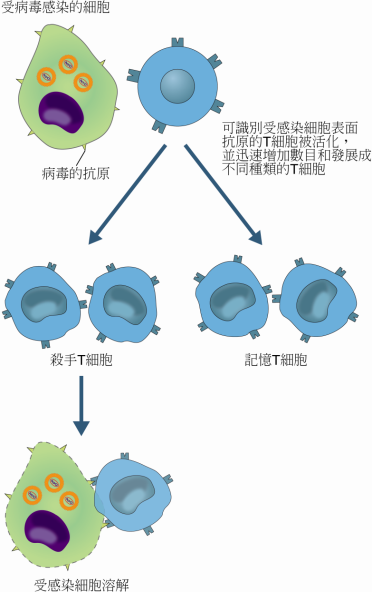 受病毒感染的細胞
可識別受感染細胞表面
抗原的T細胞被活化，
並迅速增加數目和發展成
不同種類的T細胞
病毒的抗原
殺手T細胞
記憶T細胞
受感染細胞溶解